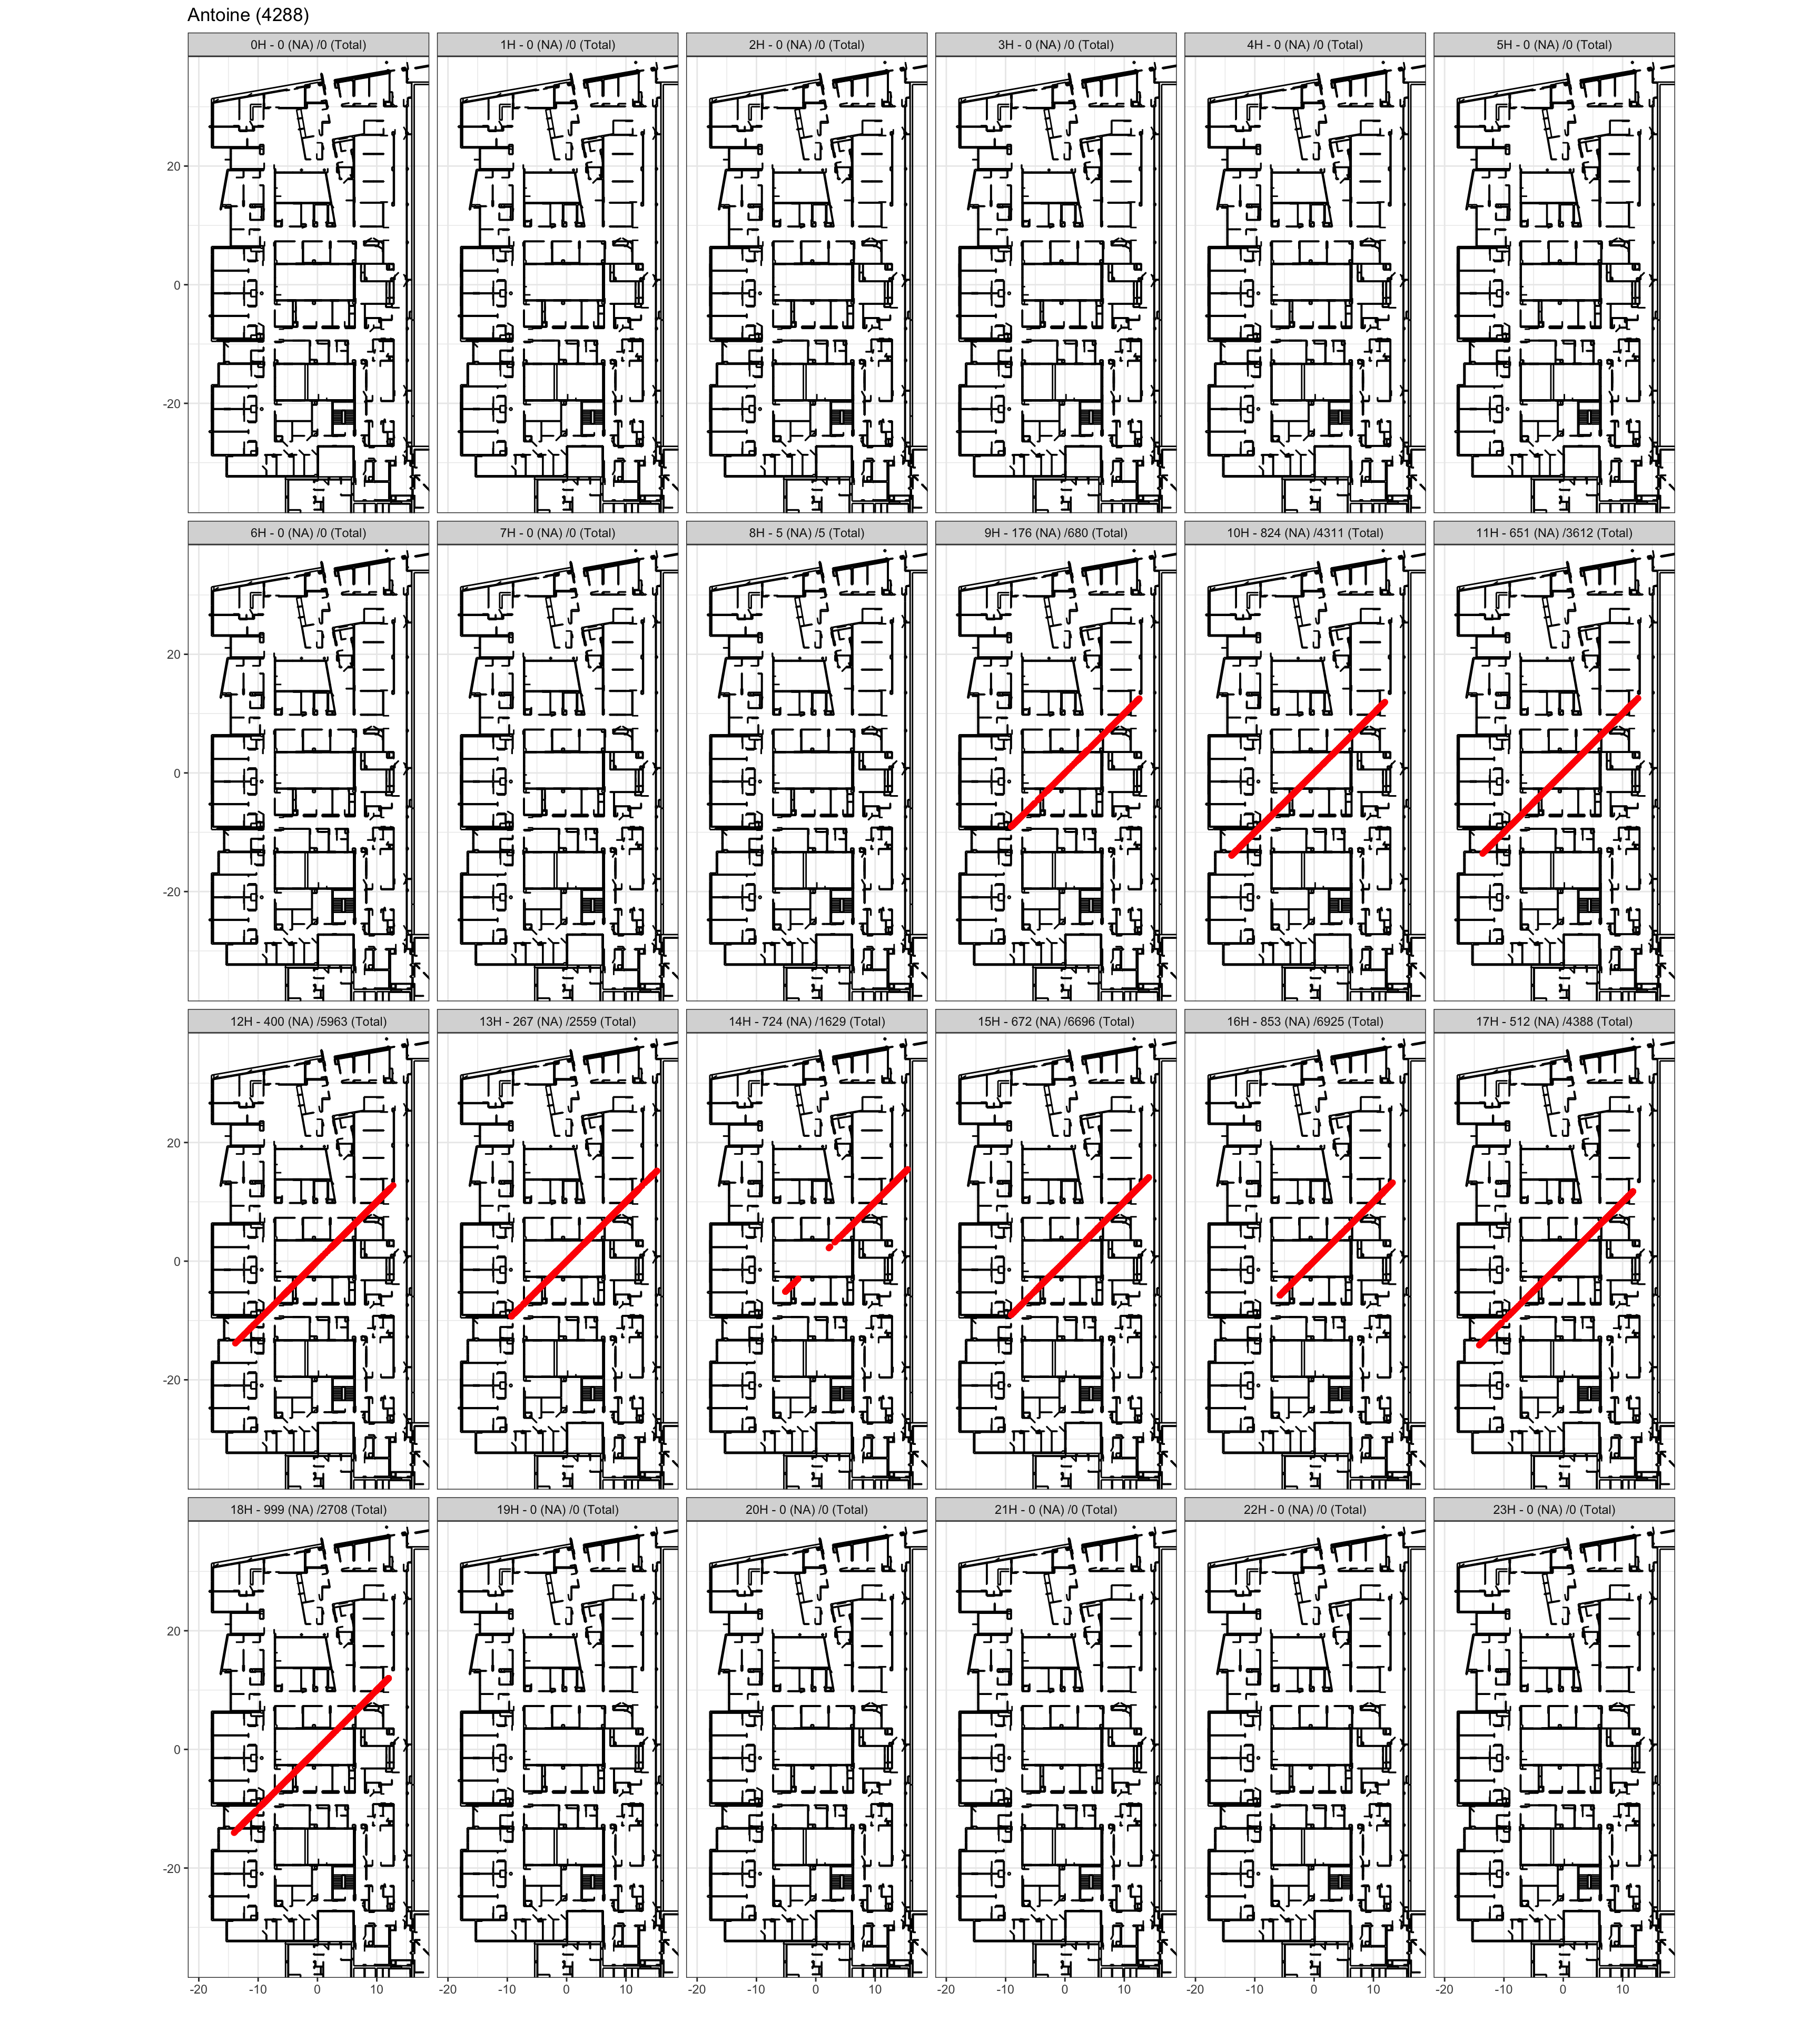 Antoine (4288)
0H - 0 (NA) /0 (Total) 1H - 0 (NA) /0 (Total) 2H - 0 (NA) /0 (Total) 3H - 0 (NA) /0 (Total) 4H - 0 (NA) /0 (Total) 5H - 0 (NA) /0 (Total)
20
0
-20
6H - 0 (NA) /0 (Total) 7H - 0 (NA) /0 (Total) 8H - 5 (NA) /5 (Total) 9H - 176 (NA) /680 (Total) 10H - 824 (NA) /4311 (Total) 11H - 651 (NA) /3612 (Total)
20
0
-20
12H - 400 (NA) /5963 (Total) 13H - 267 (NA) /2559 (Total) 14H - 724 (NA) /1629 (Total) 15H - 672 (NA) /6696 (Total) 16H - 853 (NA) /6925 (Total) 17H - 512 (NA) /4388 (Total)
20
0
-20
18H - 999 (NA) /2708 (Total) 19H - 0 (NA) /0 (Total) 20H - 0 (NA) /0 (Total) 21H - 0 (NA) /0 (Total) 22H - 0 (NA) /0 (Total) 23H - 0 (NA) /0 (Total)
20
0
-20
-20 -10 0 10 -20 -10 0 10 -20 -10 0 10 -20 -10 0 10 -20 -10 0 10 -20 -10 0 10